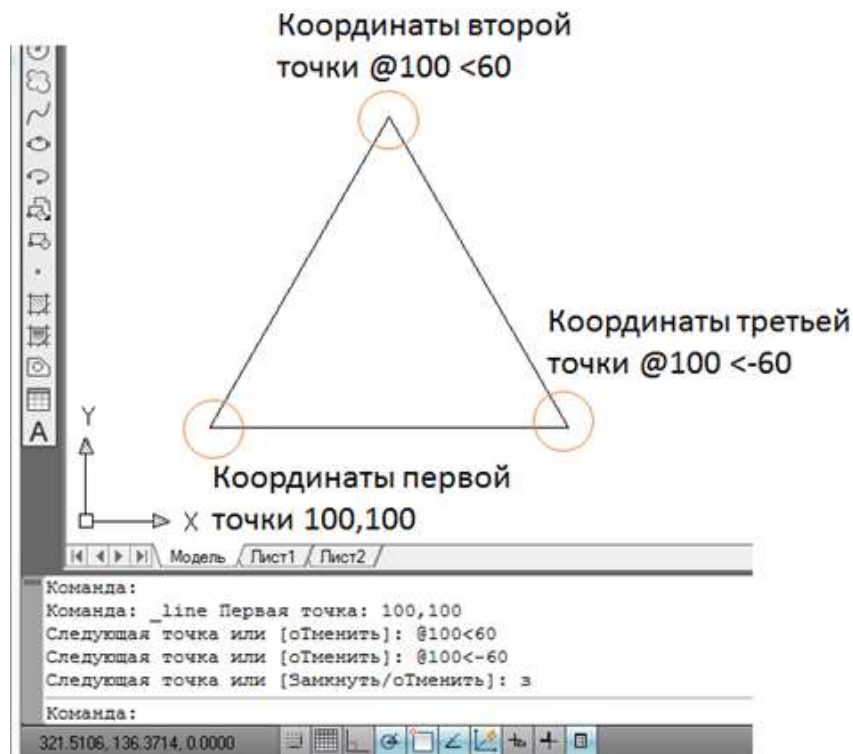 Координаты второй
точки @100 <60
Координаты третьей
точки @100 <-60
Y
A
Координаты первой
X точки 100,100
Модель / Лист1 / Лист2 /
Команда:
Команда: _line Первая точка: 100,100
Следующая точка или [оТменить]: @100<60
Следующая точка или [оТменить]: @100<-60
Следующая точка или [Замкнуть/оТменить]: з
Команда:
321.5106, 136.3714, 0.0000